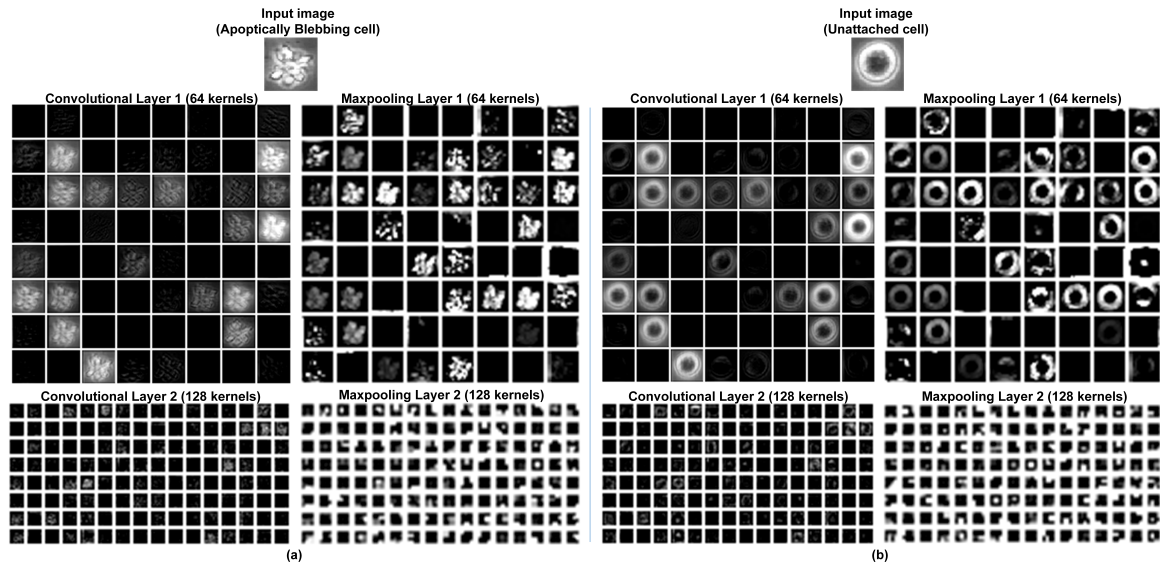 Input image
(Apoptically Blebbing cell)
Convolutional Layer 1 (64 kernels)
Maxpooling Layer 1 (64 kernels)
Convolutional Layer 2 (128 kernels)
Maxpooling Layer 2 (128 kernels)
(a)
Input image
(Unattached cell)
Convolutional Layer 1 (64 kernels)
Maxpooling Layer 1 (64 kernels)
Convolutional Layer 2 (128 kernels)
Maxpooling Layer 2 (128 kernels)
(b)